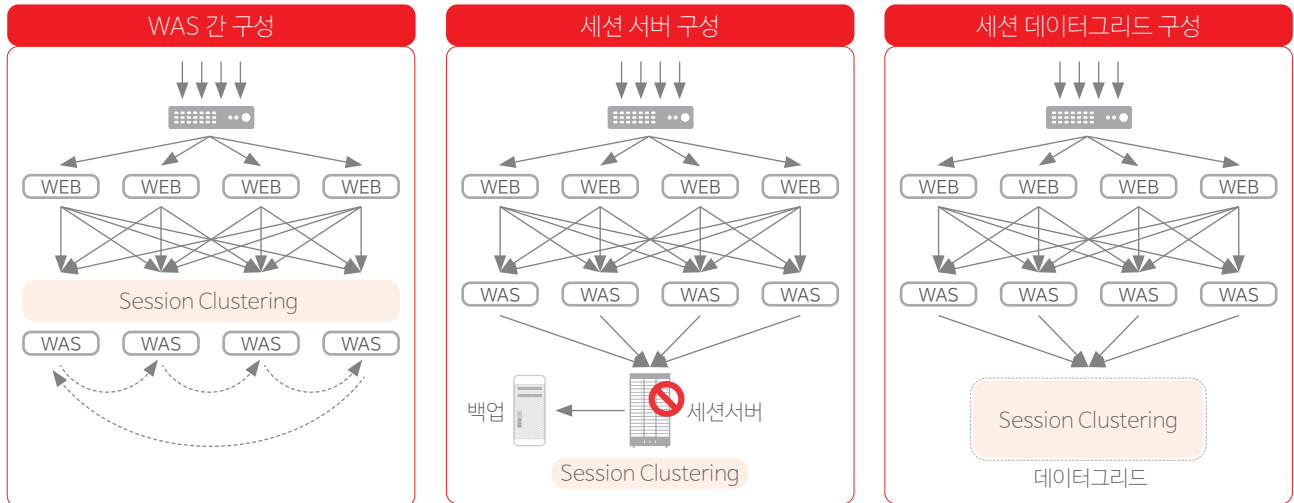 WAS 간 구성
WEB WEB WEB WEB
Session Clustering
WAS WAS WAS WAS
세션 서버 구성
WEB WEB WEB WEB
WAS WAS WAS WAS
백업 세션서버
Session Clustering
세션 데이터그리드 구성
WEB WEB WEB WEB
WAS WAS WAS WAS
Session Clustering
데이터그리드